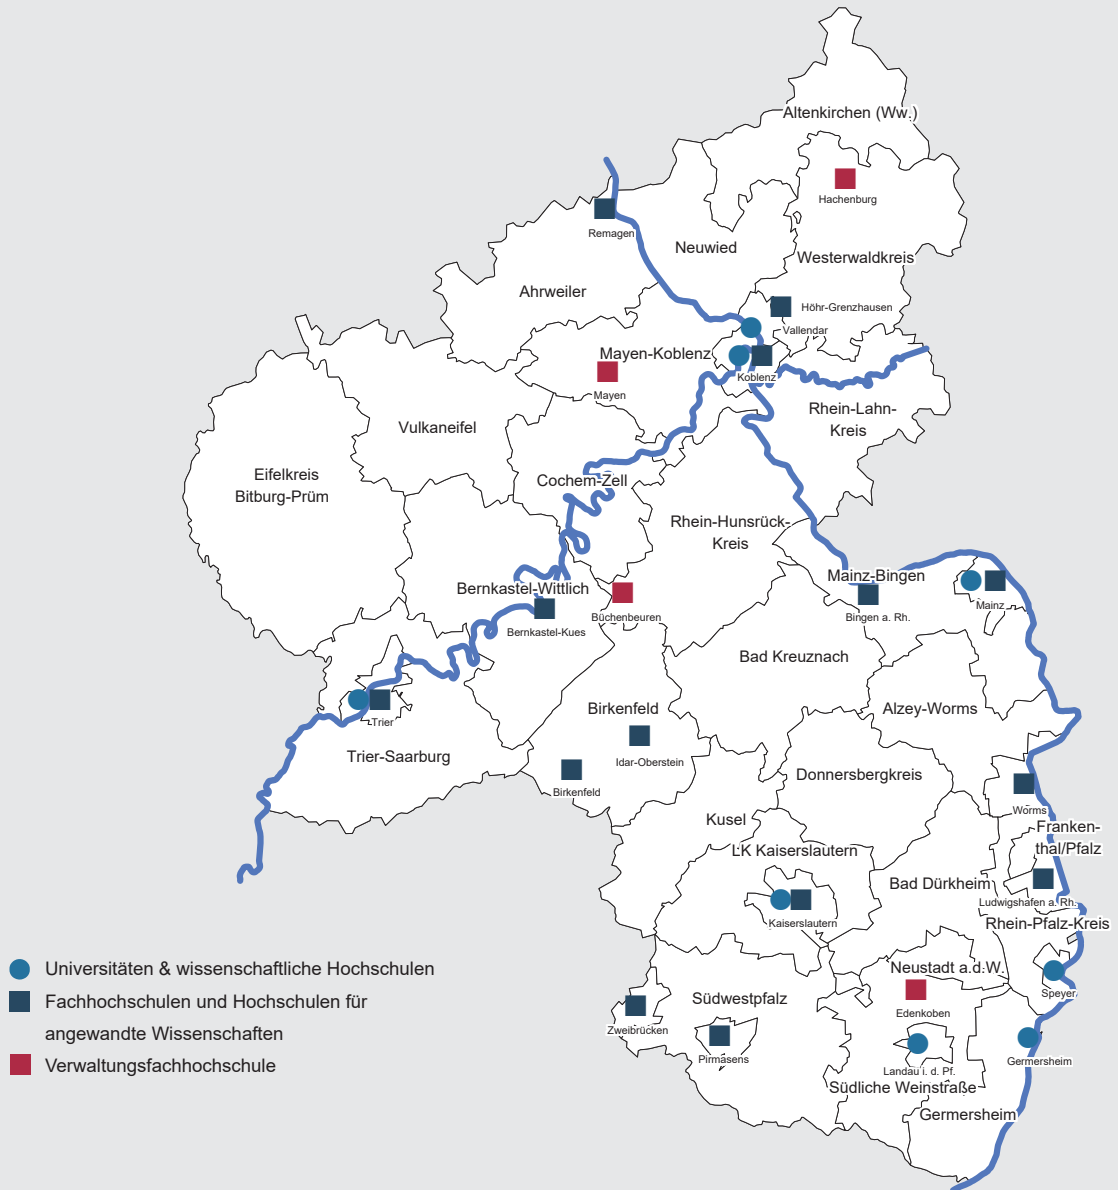 Altenkirchen (Ww.)
Hachenburg
Remagen
Neuwied
Westerwaldkreis
Ahrweiler
Höhr-Grenzhausen
Vallendar
Mayen-Koblenz
Koblenz
Mayen
Rhein-Lahn-
Kreis
Vulkaneifel
Eifelkreis
Bitburg-Prüm
Cochem-Zell
Rhein-Hunsrück-
Kreis
Mainz-Bingen
Bernkastel-Wittlich
Mainz
Büchenbeuren
Bingen a. Rh.
Bernkastel-Kues
Bad Kreuznach
Birkenfeld
Alzey-Worms
Trier
Trier-Saarburg
Idar-Oberstein
Donnersbergkreis
Birkenfeld
Worms
Kusel
Franken-
thal/Pfalz
LK Kaiserslautern
Bad Dürkheim
Ludwigshafen a. Rh.
Kaiserslautern
Rhein-Pfalz-Kreis
Neustadt a.d.W.
Universitäten & wissenschaftliche Hochschulen
Fachhochschulen und Hochschulen für
angewandte Wissenschaften
Verwaltungsfachhochschule
Südwestpfalz
Speyer
Edenkoben
Zweibrücken
Pirmasens
Germersheim
Landau i. d. Pf.
Südliche Weinstraße
Germersheim